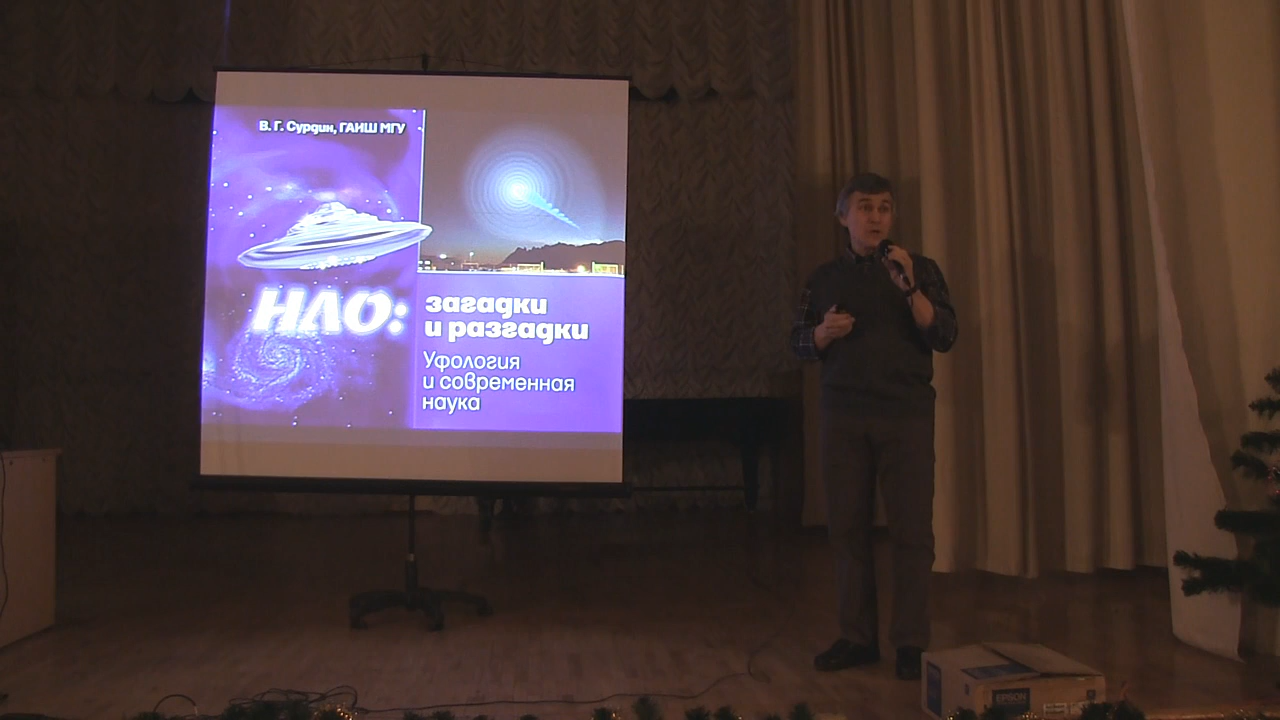 В. Г. Сурдин, ГАИШ МГУ
НЛО:
загадки
и разгадки
Уфология
и современная
наука
EPSON